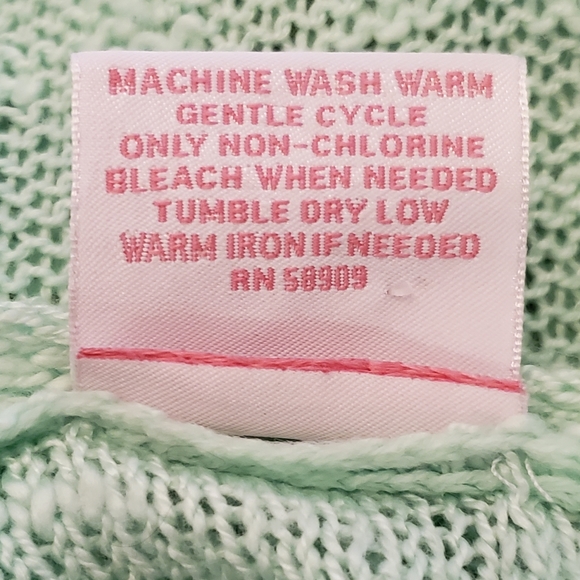 MACHINE WASH WARM
GENTLE CYCLE
ONLY NON-CHLORINE
BLEACH WHEN NEEDED
TUMBLE DRY LOW
WARM IRON IF NEEDED
RN 58909